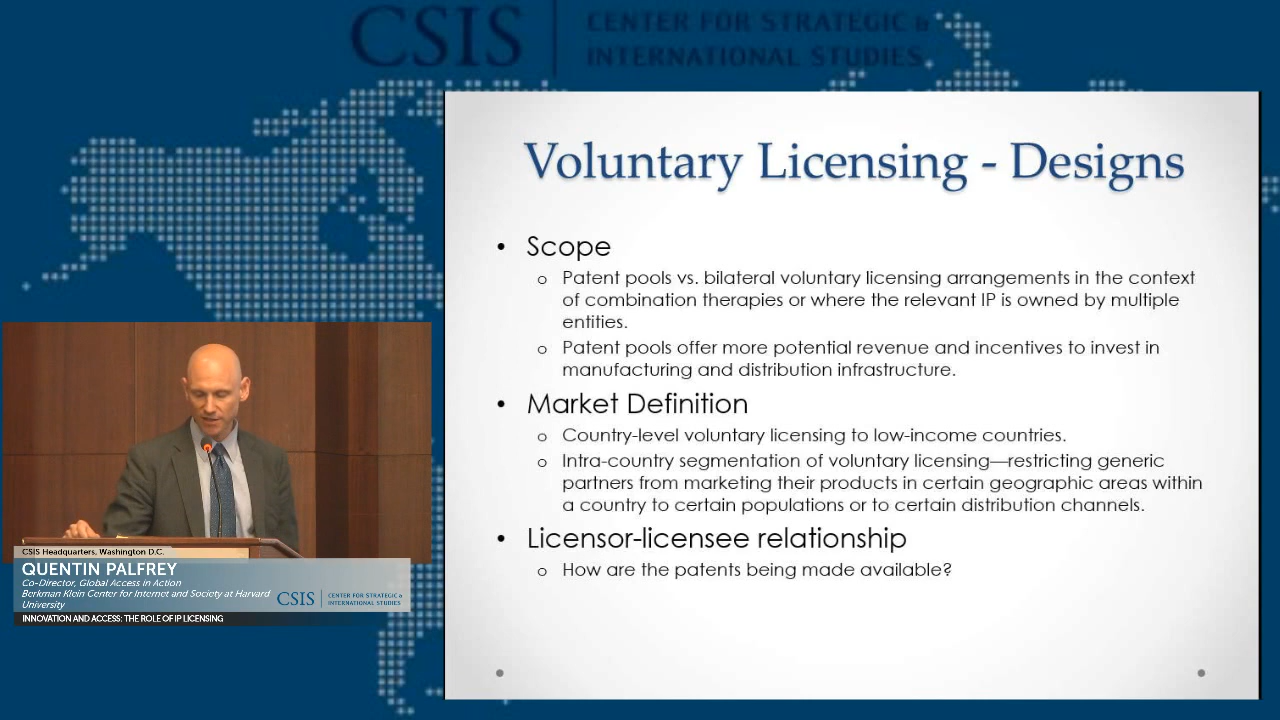 CSIS
CENTER FOR STRATEGIC &
INTERNATIONAL STUDIES
Voluntary Licensing - Designs
• Scope
o Patent pools vs. bilateral voluntary licensing arrangements in the context
of combination therapies or where the relevant IP is owned by multiple
entities.
o Patent pools offer more potential revenue and incentives to invest in
manufacturing and distribution infrastructure.
• Market Definition
o Country-level voluntary licensing to low-income countries.
o Intra-country segmentation of voluntary licensing—restricting generic
partners from marketing their products in certain geographic areas within
a country to certain populations or to certain distribution channels.
• Licensor-licensee relationship
o How are the patents being made available?
CSIS Headquarters, Washington D.C.
QUENTIN PALFREY
Co-Director, Global Access in Action
Berkman Klein Center for Internet and Society at Harvard
University
CSIS
CENTER FOR STRATEGIC &
INTERNATIONAL STUDIES
INNOVATION AND ACCESS: THE ROLE OF IP LICENSING